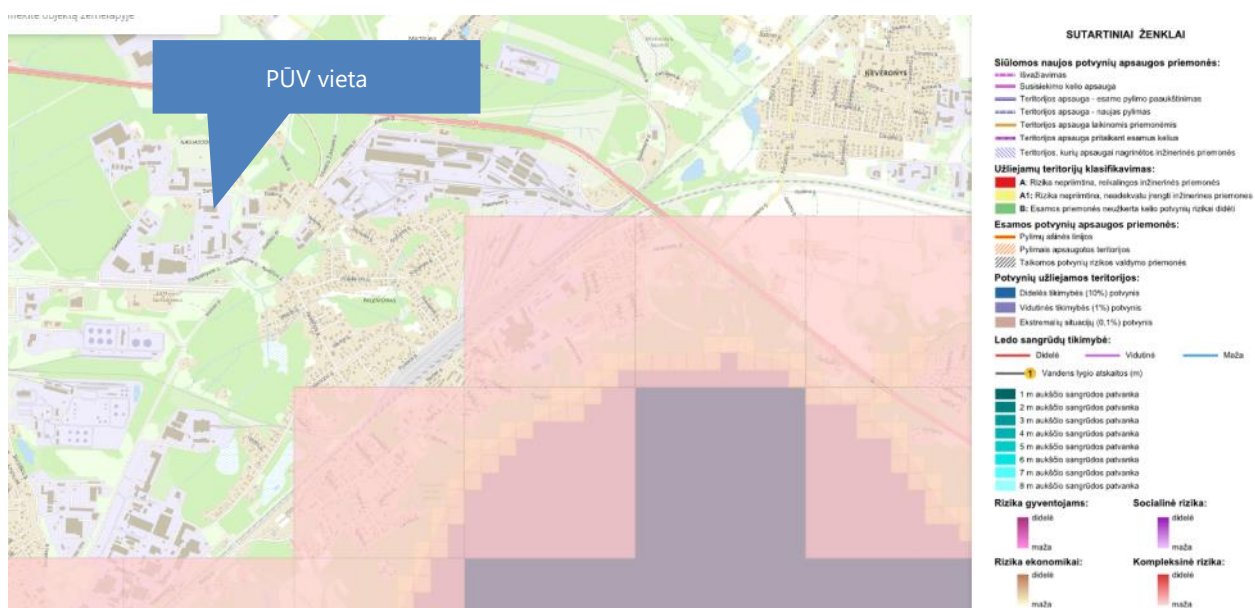 objektą žemėlapyje
PŪV vieta
NEVERONYS
PALEMONAS
SUTARTINIAI ŽENKLAI
Siūlomos naujos potvynių apsaugos priemonės:
Išvažiavimas
Susisiekimo kelio apsauga
Teritorijos apsauga - esamo pylimo paaukštinimas
Teritorijos apsauga - naujas pylimas
Teritorijos apsauga laikinomis priemonėmis
Teritorijos apsauga pritaikant esamus kelius
Teritorijos, kurių apsaugai nagrinėtos inžinerinės priemonės
Užliejamų teritorijų klasifikavimas:
A: Rizika nepriimtina, reikalingos inžinerinės priemonės
A1: Rizika nepriimtina, neadekvatu įrengti inžinerines priemones
B: Esamos priemonės neužkerta kelio potvynių rizikai didėti
Esamos potvynių apsaugos priemonės:
Pylimų ašinės linijos
Pylimais apsaugotos teritorijos
Taikomos potvynių rizikos valdymo priemonės
Potvynių užliejamos teritorijos:
Didelės tikimybės (10%) potvynis
Vidutinės tikimybės (1%) potvynis
Ekstremalių situacijų (0,1%) potvynis
Ledo sangrūdų tikimybė:
Didelė Vidutinė Maža
1 Vandens lygio atskaitos (m)
1 m aukščio sangrūdos patvanka
2 m aukščio sangrūdos patvanka
3 m aukščio sangrūdos patvanka
4 m aukščio sangrūdos patvanka
5 m aukščio sangrūdos patvanka
6 m aukščio sangrūdos patvanka
7 m aukščio sangrūdos patvanka
8 m aukščio sangrūdos patvanka
Rizika gyventojams: Socialinė rizika:
didelė didelė
maža maža
Rizika ekonomikai: Kompleksinė rizika:
didelė didelė
maža maža